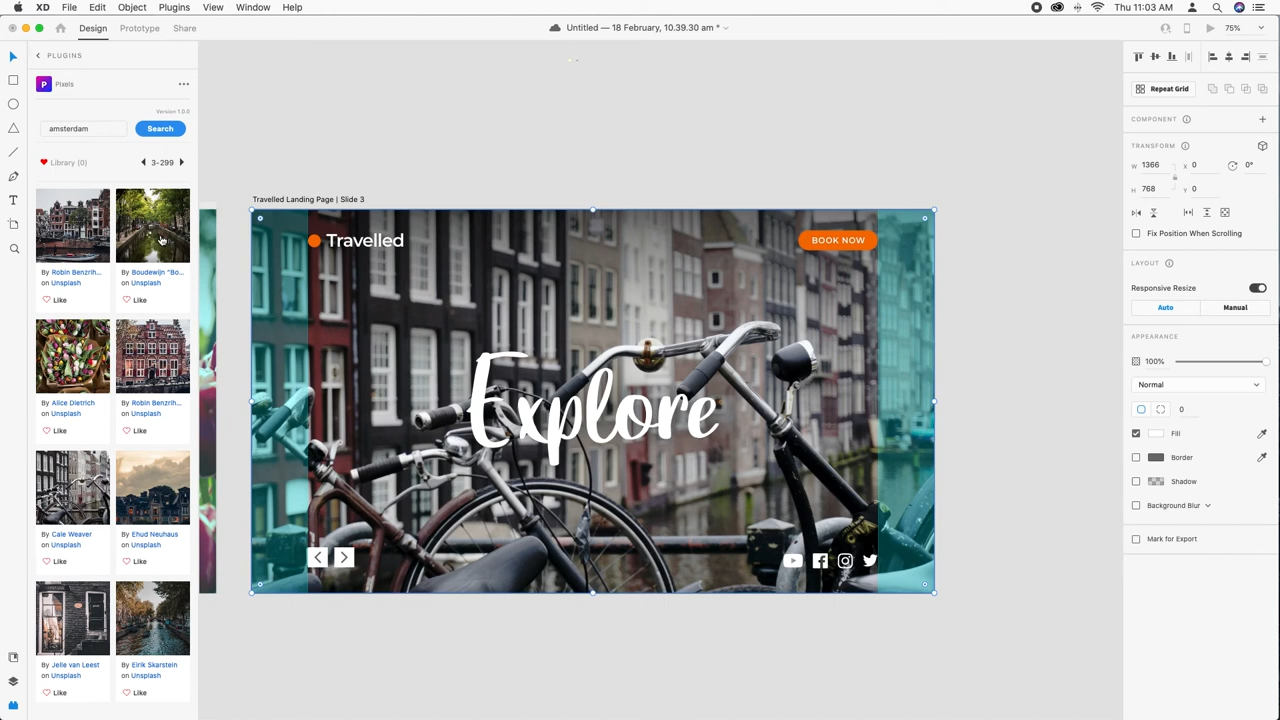 XD File Edit Object Plugins View Window Help
Thu 11:03 AM
Design Prototype Share
Untitled — 18 February, 10.39.30 am *
75%
PLUGINS
P Pixels
Version 1.0.0
amsterdam
Search
Library (0)
3-299
By Robin Benzrih...
on Unsplash
Like
By Boudewijn "Bo...
on Unsplash
Like
By Alice Dietrich
on Unsplash
Like
By Robin Benzrih...
on Unsplash
Like
By Cale Weaver
on Unsplash
Like
By Ehud Neuhaus
on Unsplash
Like
By Jelle van Leest
on Unsplash
Like
By Eirik Skarstein
on Unsplash
Like
Travelled Landing Page | Slide 3
Travelled
BOOK NOW
Explore
Repeat Grid
COMPONENT
TRANSFORM
W 1366 X 0 0°
H 768 Y 0
Fix Position When Scrolling
LAYOUT
Responsive Resize
Auto Manual
APPEARANCE
100%
Normal
0
Fill
Border
Shadow
Background Blur
Mark for Export